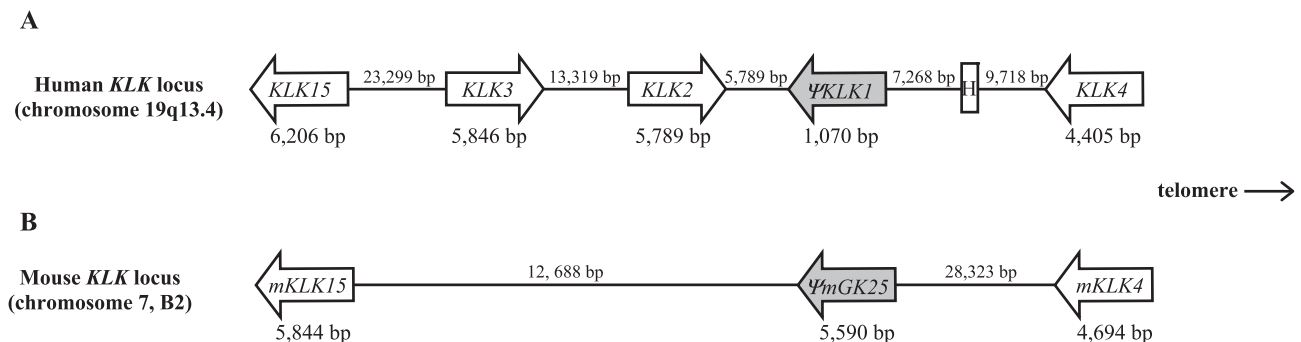 A
Human KLK locus
(chromosome 19q13.4)
KLK15 23,299 bp KLK3 13,319 bp KLK2 5,789 bp ΨKLK1 7,268 bp H 9,718 bp KLK4
6,206 bp 5,846 bp 5,789 bp 1,070 bp 4,405 bp
telomere
B
Mouse KLK locus
(chromosome 7, B2)
mKLK15 12, 688 bp ΨmGK25 28,323 bp mKLK4
5,844 bp 5,590 bp 4,694 bp